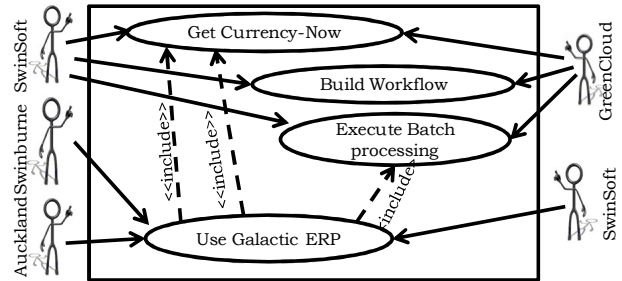 SwinSoft
Get Currency-Now
GreenCloud
Build Workflow
<<include>>
<<include>>
Execute Batch
processing
<include>
Swinburne
Auckland
Use Galactic ERP
SwinSoft